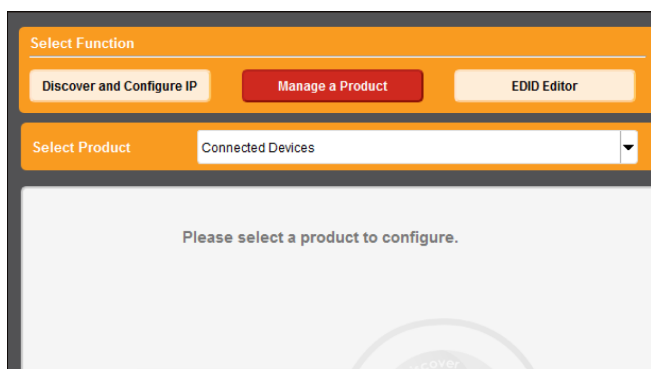 Select Function
Discover and Configure IP Manage a Product EDID Editor
Select Product Connected Devices
Please select a product to configure.
Discover